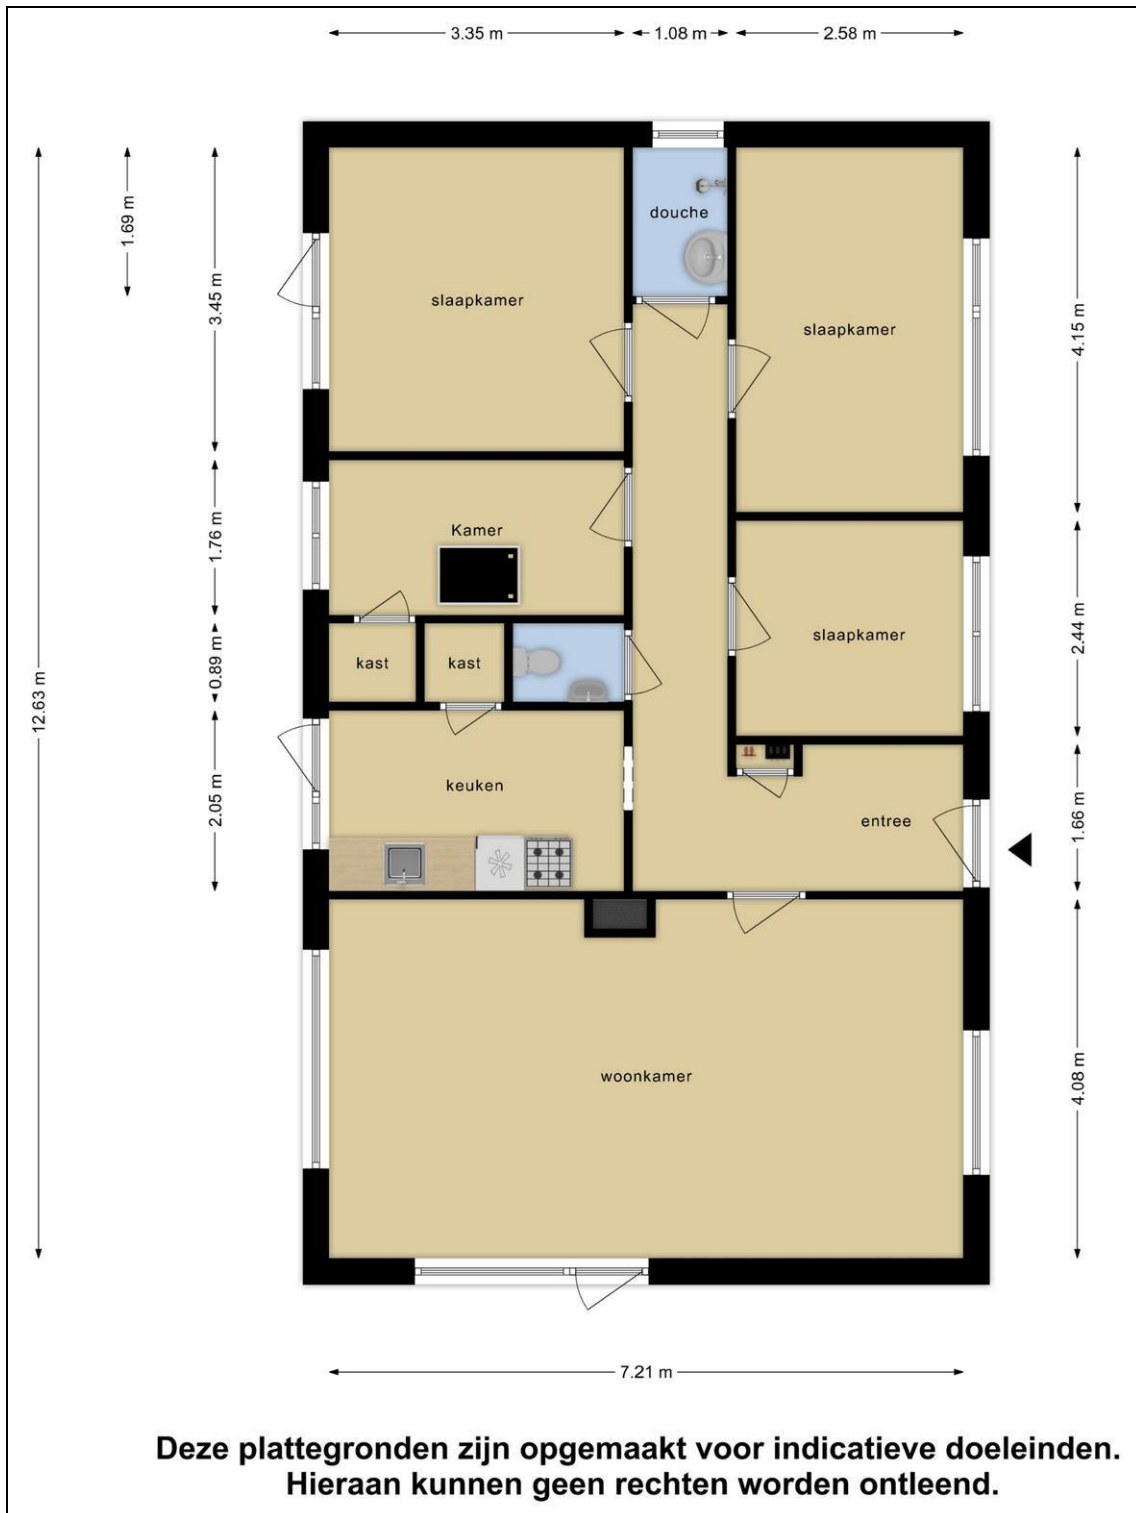 3.35 m
1.08 m
2.58 m
1.69 m
3.45 m
4.15 m
douche
slaapkamer
slaapkamer
12.63 m
1.76 m
Kamer
2.44 m
0.89 m
kast
kast
slaapkamer
2.05 m
keuken
entree
1.66 m
woonkamer
4.08 m
7.21 m
Deze plattegronden zijn opgemaakt voor indicatieve doeleinden.
Hieraan kunnen geen rechten worden ontleend.